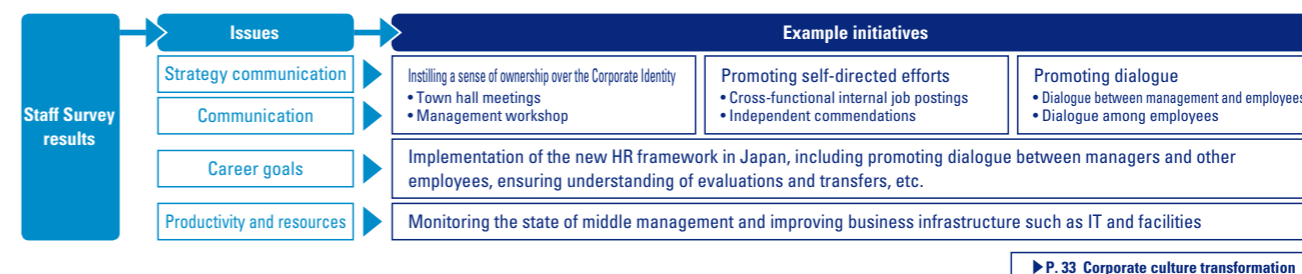 Issues
Example initiatives
Staff Survey
results
Strategy communication
Communication
Instilling a sense of ownership over the Corporate Identity
• Town hall meetings
• Management workshop
Promoting self-directed efforts
• Cross-functional internal job postings
• Independent commendations
Promoting dialogue
• Dialogue between management and employees
• Dialogue among employees
Career goals
Implementation of the new HR framework in Japan, including promoting dialogue between managers and other
employees, ensuring understanding of evaluations and transfers, etc.
Productivity and resources
Monitoring the state of middle management and improving business infrastructure such as IT and facilities
▶P. 33 Corporate culture transformation